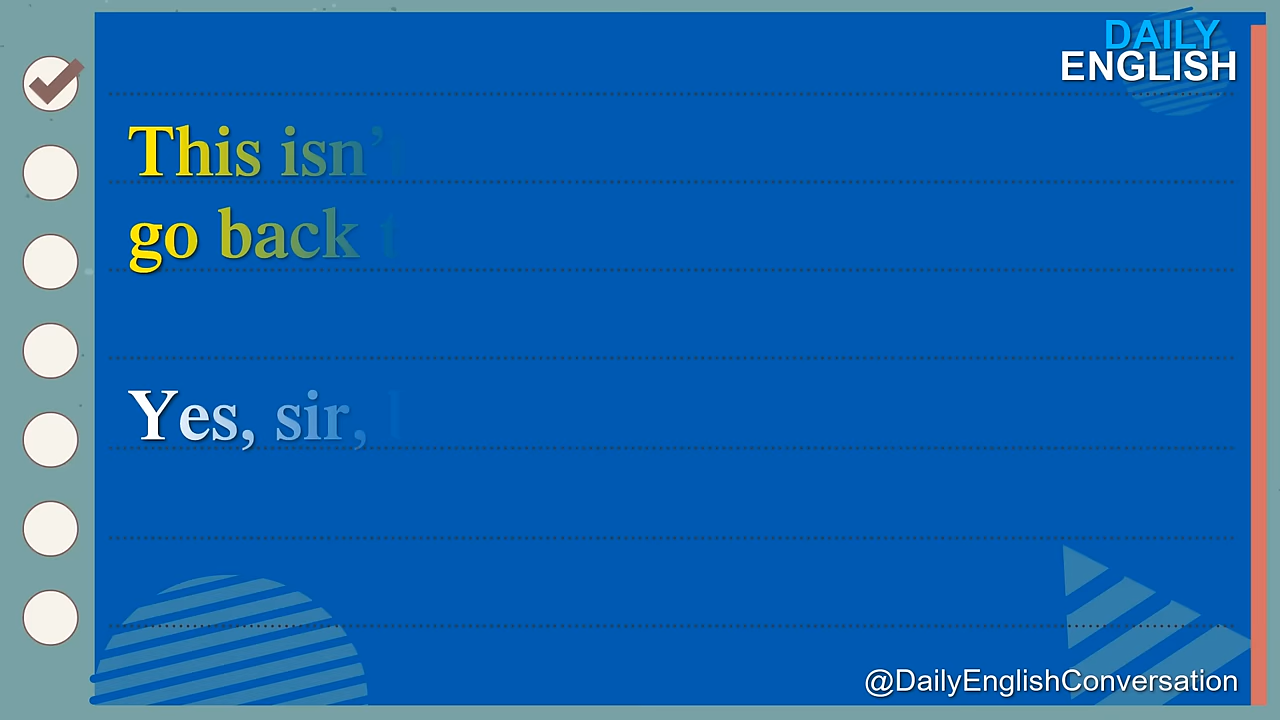 DAILY
ENGLISH
This isn’
go back
Yes, sir,
@DailyEnglishConversation